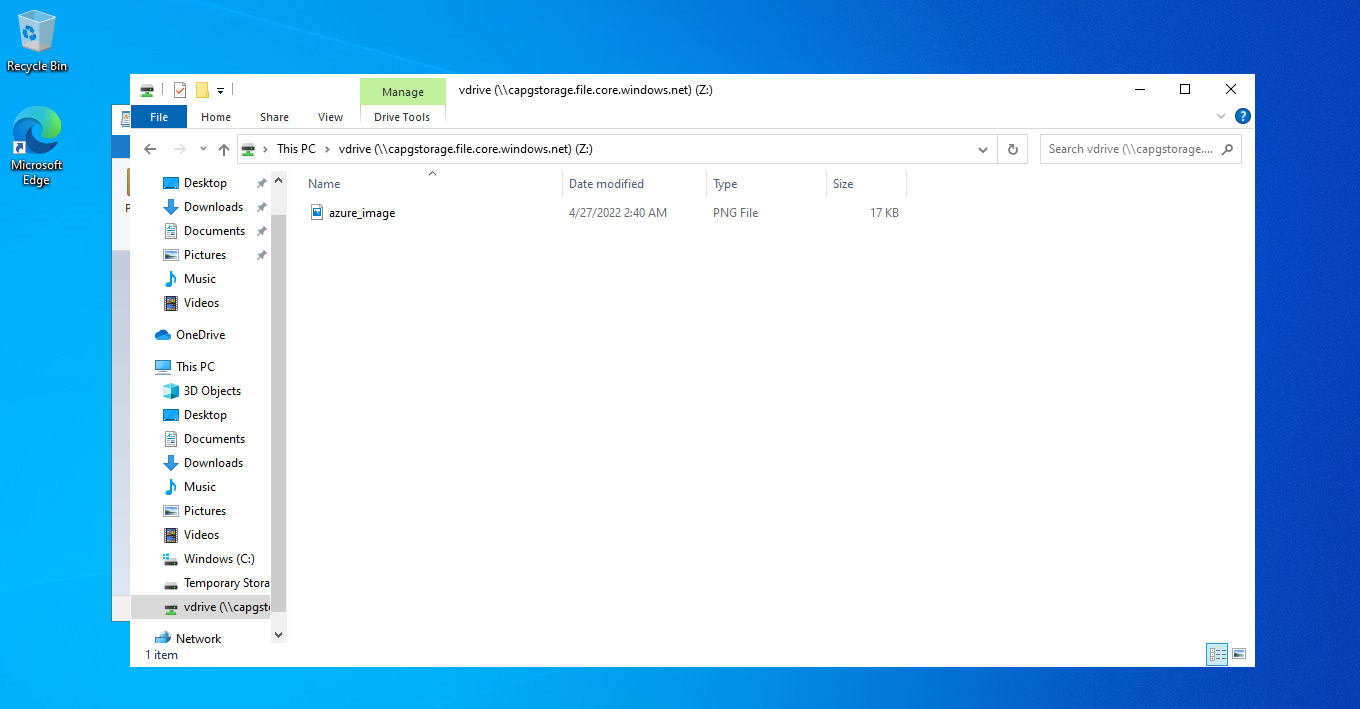 Recycle Bin
Microsoft
Edge
Manage
vdrive (\\capgstorage.file.core.windows.net) (Z:)
File
Home
Share
View
Drive Tools
This PC
vdrive (\\capgstorage.file.core.windows.net) (Z:)
Search vdrive (\\capgstorage....
Desktop
Downloads
Documents
Pictures
Music
Videos
OneDrive
This PC
3D Objects
Desktop
Documents
Downloads
Music
Pictures
Videos
Windows (C:)
Temporary Stora
vdrive (\\capgsto
Network
Name
Date modified
Type
Size
azure_image
4/27/2022 2:40 AM
PNG File
17 KB
1 item